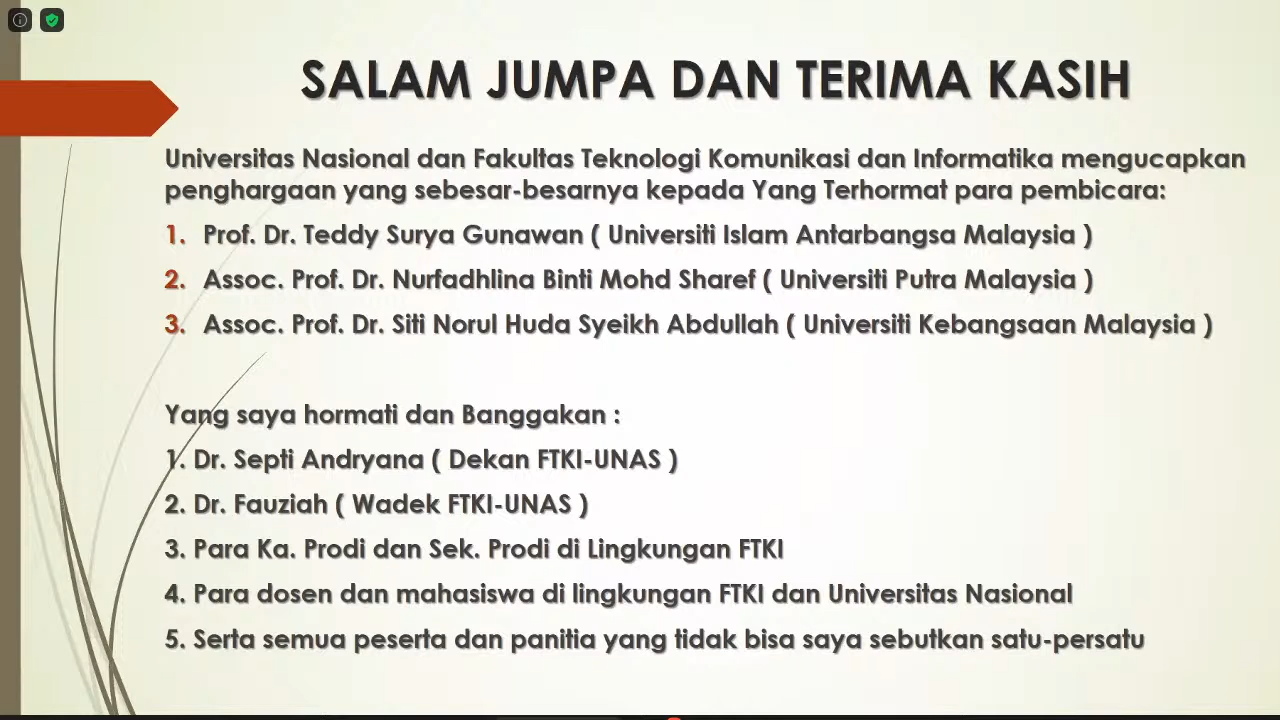 SALAM JUMPA DAN TERIMA KASIH
Universitas Nasional dan Fakultas Teknologi Komunikasi dan Informatika mengucapkan
penghargaan yang sebesar-besarnya kepada Yang Terhormat para pembicara:
1. Prof. Dr. Teddy Surya Gunawan ( Universiti Islam Antarbangsa Malaysia )
2. Assoc. Prof. Dr. Nurfadhlina Binti Mohd Sharef ( Universiti Putra Malaysia )
3. Assoc. Prof. Dr. Siti Norul Huda Syeikh Abdullah ( Universiti Kebangsaan Malaysia )
Yang saya hormati dan Banggakan :
1. Dr. Septi Andryana ( Dekan FTKI-UNAS )
2. Dr. Fauziah ( Wadek FTKI-UNAS )
3. Para Ka. Prodi dan Sek. Prodi di Lingkungan FTKI
4. Para dosen dan mahasiswa di lingkungan FTKI dan Universitas Nasional
5. Serta semua peserta dan panitia yang tidak bisa saya sebutkan satu-persatu